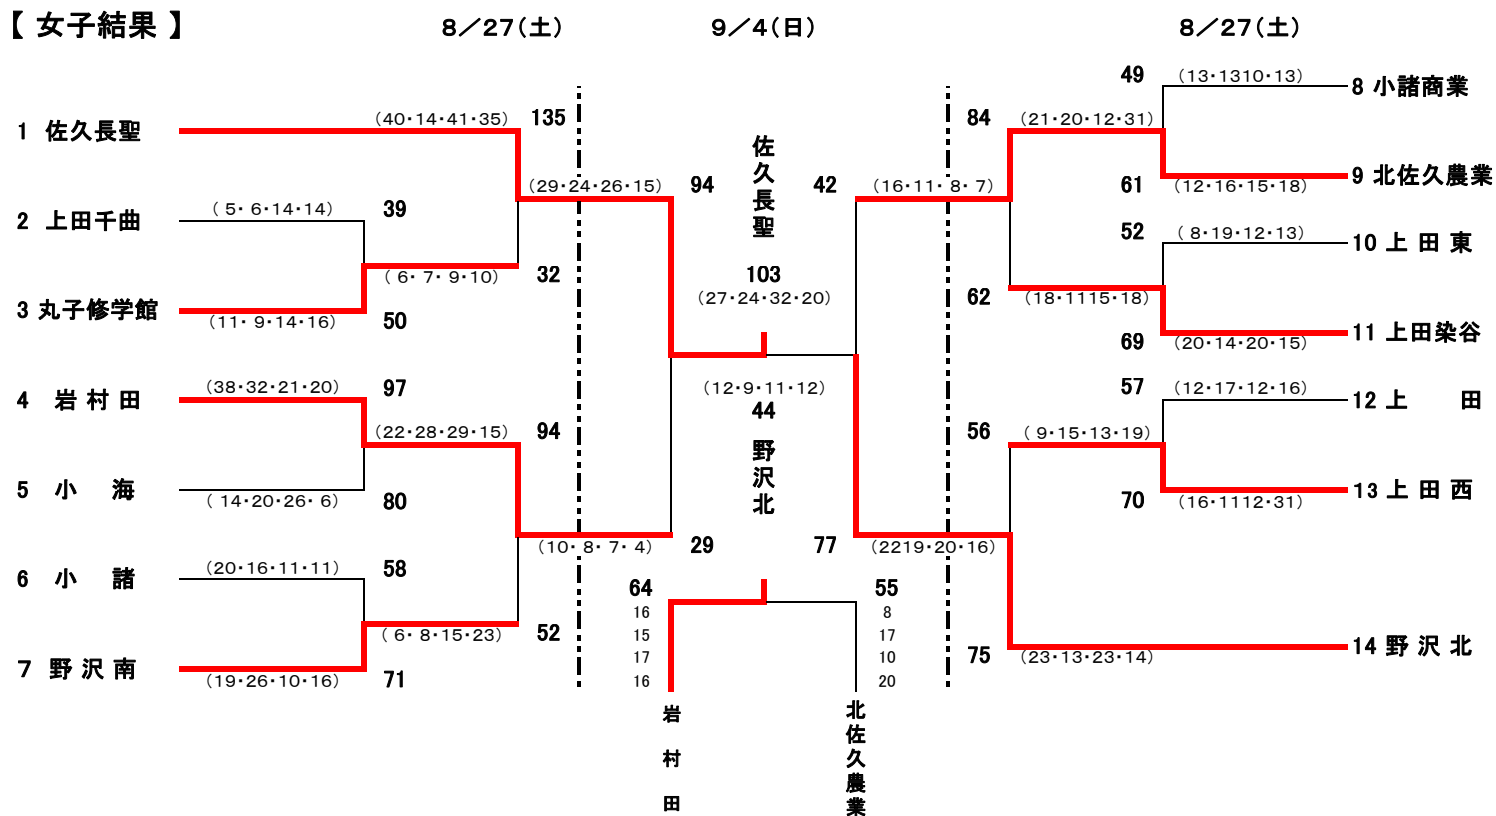 【 女子結果 】
8／27（土）
9／4（日）
8／27（土）
1 佐久長聖
（40・14・41・35）
135
2 上田千曲
（ 5・ 6・14・14）
39
（ 6・ 7・ 9・10）
32
3 丸子修学館
（11・ 9・14・16）
50
（29・24・26・15）
94
4 岩 村 田
（38・32・21・20）
97
（22・28・29・15）
94
5 小 海
（ 14・20・26・ 6）
80
（10・ 8・ 7・ 4）
29
6 小 諸
（20・16・11・11）
58
（ 6・ 8・15・23）
52
7 野 沢 南
（19・26・10・16）
71
佐久長聖
103
（27・24・32・20）
（12・9・11・12）
44
野沢北
64
16
15
17
16
岩村田
55
8
17
10
20
北佐久農業
42
（16・11・ 8・ 7）
77
（2219・20・16）
84
（21・20・12・31）
49
（13・1310・13）
8 小諸商業
61
（12・16・15・18）
9 北佐久農業
52
（ 8・19・12・13）
10 上 田 東
62
（18・1115・18）
69
（20・14・20・15）
11 上田染谷
57
（12・17・12・16）
12 上 田
56
（ 9・15・13・19）
70
（16・1112・31）
13 上 田 西
75
（23・13・23・14）
14 野 沢 北